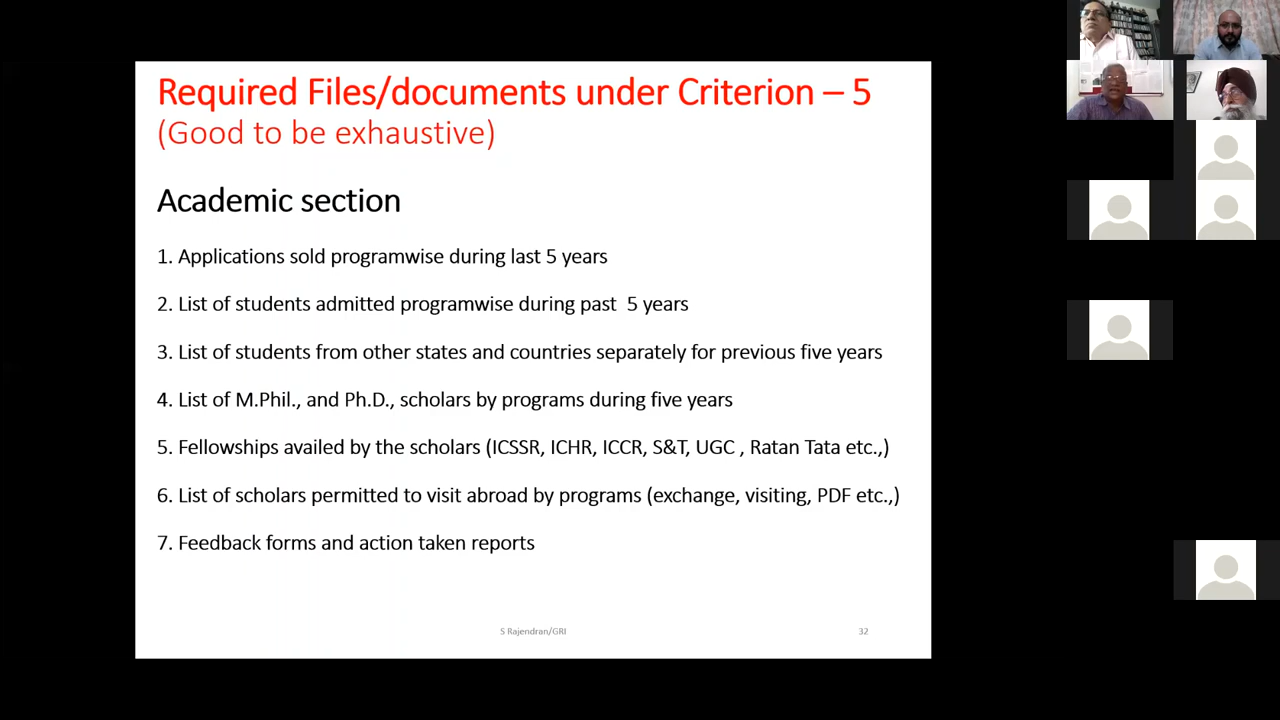 Required Files/documents under Criterion – 5
(Good to be exhaustive)
Academic section
1. Applications sold programwise during last 5 years
2. List of students admitted programwise during past  5 years
3. List of students from other states and countries separately for previous five years
4. List of M.Phil., and Ph.D., scholars by programs during five years
5. Fellowships availed by the scholars (ICSSR, ICHR, ICCR, S&T, UGC , Ratan Tata etc.,)
6. List of scholars permitted to visit abroad by programs (exchange, visiting, PDF etc.,)
7. Feedback forms and action taken reports
S Rajendran/GRI
32